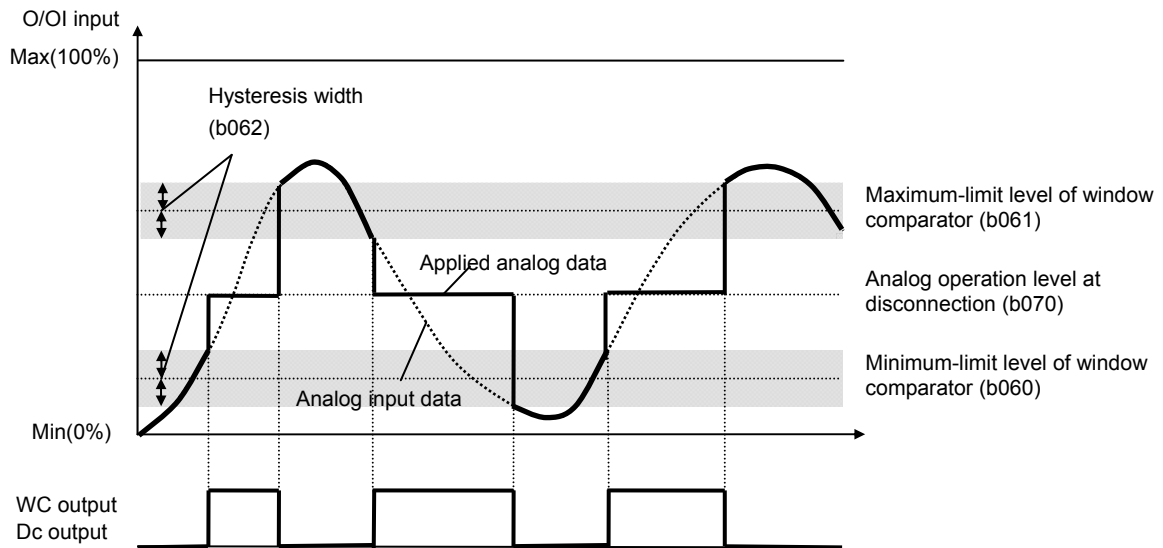 O/OI input
Max(100%)
Hysteresis width
(b062)
Maximum-limit level of window
comparator (b061)
Applied analog data
Analog operation level at
disconnection (b070)
Minimum-limit level of window
comparator (b060)
Analog input data
Min(0%)
WC output
Dc output